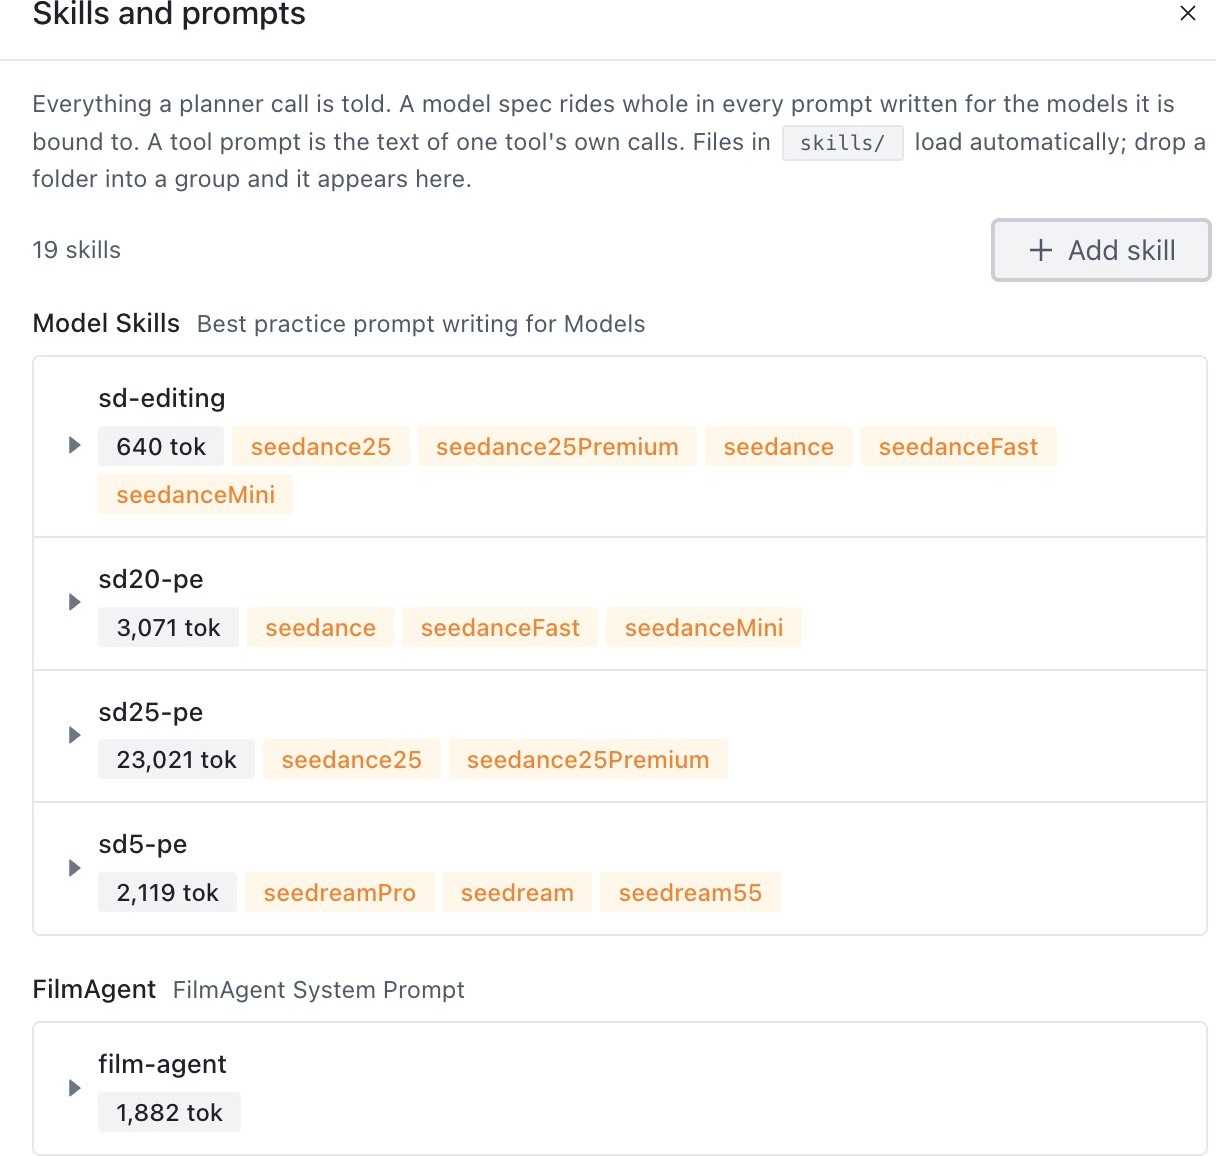 Skills and prompts
Everything a planner call is told. A model spec rides whole in every prompt written for the models it is
bound to. A tool prompt is the text of one tool's own calls. Files in skills/ load automatically; drop a
folder into a group and it appears here.
19 skills
+ Add skill
Model Skills Best practice prompt writing for Models
sd-editing
640 tok seedance25 seedance25Premium seedance seedanceFast
seedanceMini
sd20-pe
3,071 tok seedance seedanceFast seedanceMini
sd25-pe
23,021 tok seedance25 seedance25Premium
sd5-pe
2,119 tok seedreamPro seedream seedream55
FilmAgent FilmAgent System Prompt
film-agent
1,882 tok